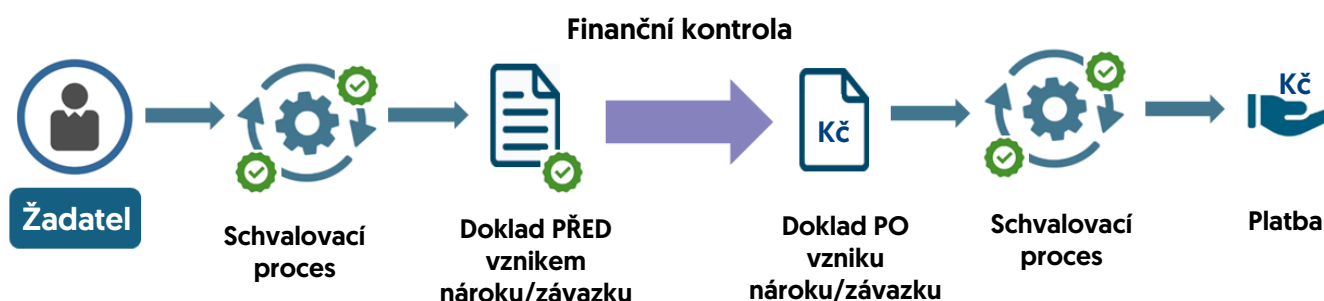 Finanční kontrola
Žadatel
Schvalovací
proces
Doklad PŘED
vznikem
nároku/závazku
Kč
Doklad PO
vzniku
nároku/závazku
Schvalovací
proces
Kč
Platba